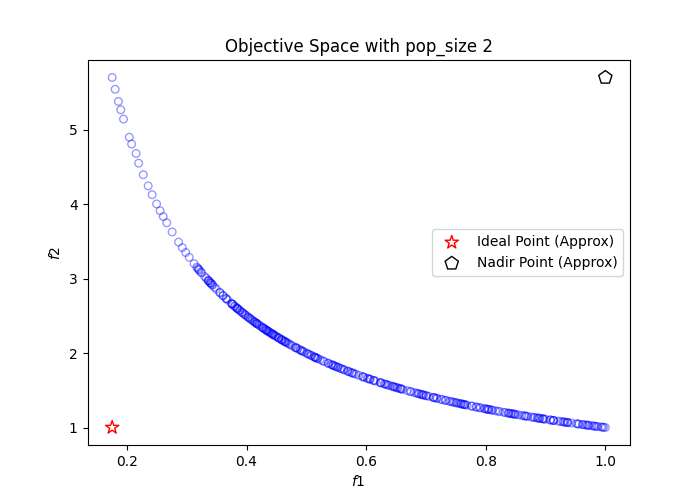 Objective Space with pop_size 2
f2
5
4
3
2
1
Ideal Point (Approx)
Nadir Point (Approx)
0.2
0.4
0.6
0.8
1.0
f1